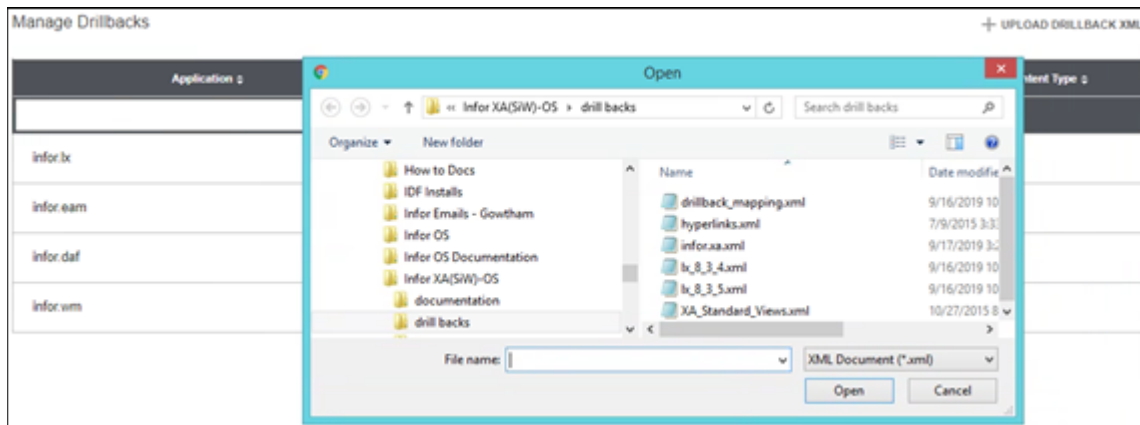 Manage Drillbacks
+ UPLOAD DRILLBACK XML
Application
ntent Type
infor.lx
infor.eam
infor.daf
infor.wm
Open
« Infor XA(SiW)-OS › drill backs
Search drill backs
Organize New folder
How to Docs
IDF Installs
Infor Emails - Gowtham
Infor OS
Infor OS Documentation
Infor XA(SiW)-OS
documentation
drill backs
Name Date modifie
drillback_mapping.xml 9/16/2019 10
hyperlinks.xml 7/9/2015 3:3
infor.xa.xml 9/17/2019 3:2
lx_8_3_4.xml 9/16/2019 10
lx_8_3_5.xml 9/16/2019 10
XA_Standard_Views.xml 10/27/2015 8
File name: XML Document (*.xml)
Open Cancel